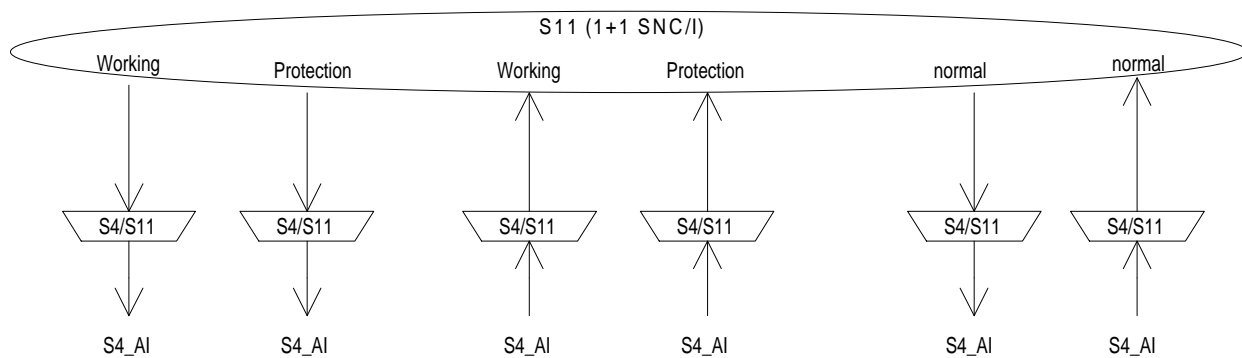 S11 (1+1 SNC/I)
Working Protection Working Protection normal normal
S4/S11 S4/S11 S4/S11 S4/S11 S4/S11 S4/S11
S4_AI S4_AI S4_AI S4_AI S4_AI S4_AI